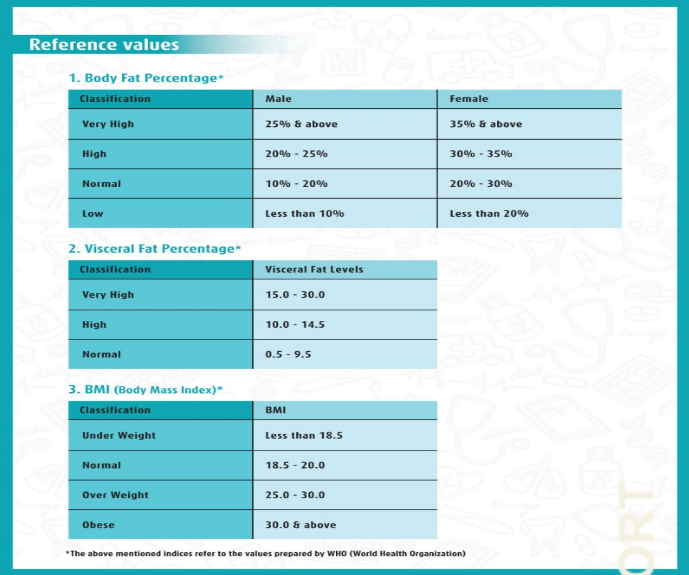 Reference values
1. Body Fat Percentage*
Classification Male Female
Very High 25% & above 35% & above
High 20% - 25% 30% - 35%
Normal 10% - 20% 20% - 30%
Low Less than 10% Less than 20%
2. Visceral Fat Percentage*
Classification Visceral Fat Levels
Very High 15.0 - 30.0
High 10.0 - 14.5
Normal 0.5 - 9.5
3. BMI (Body Mass Index)*
Classification BMI
Under Weight Less than 18.5
Normal 18.5 - 20.0
Over Weight 25.0 - 30.0
Obese 30.0 & above
*The above mentioned indices refer to the values prepared by WHO (World Health Organization)